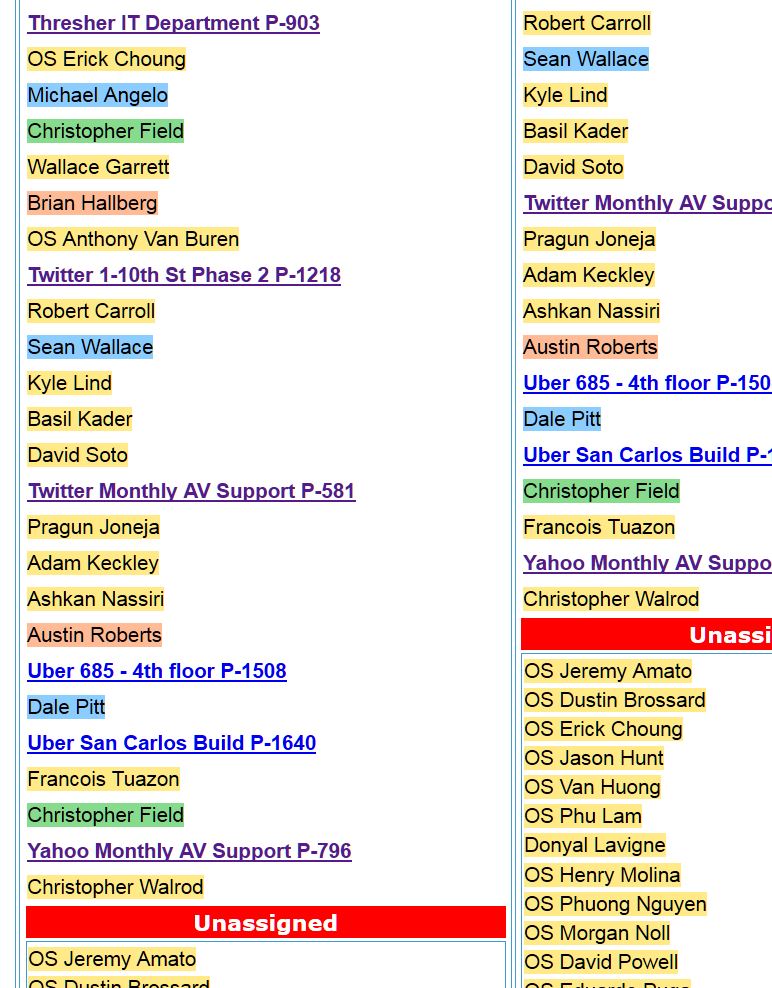 Thresher IT Department P-903
OS Erick Choung
Michael Angelo
Christopher Field
Wallace Garrett
Brian Hallberg
OS Anthony Van Buren
Twitter 1-10th St Phase 2 P-1218
Robert Carroll
Sean Wallace
Kyle Lind
Basil Kader
David Soto
Twitter Monthly AV Support P-581
Pragun Joneja
Adam Keckley
Ashkan Nassiri
Austin Roberts
Uber 685 - 4th floor P-1508
Dale Pitt
Uber San Carlos Build P-1640
Francois Tuazon
Christopher Field
Yahoo Monthly AV Support P-796
Christopher Walrod
Unassigned
OS Jeremy Amato
OS Dustin Brossard
Robert Carroll
Sean Wallace
Kyle Lind
Basil Kader
David Soto
Twitter Monthly AV Suppo
Pragun Joneja
Adam Keckley
Ashkan Nassiri
Austin Roberts
Uber 685 - 4th floor P-150
Dale Pitt
Uber San Carlos Build P-1
Christopher Field
Francois Tuazon
Yahoo Monthly AV Suppo
Christopher Walrod
Unassi
OS Jeremy Amato
OS Dustin Brossard
OS Erick Choung
OS Jason Hunt
OS Van Huong
OS Phu Lam
Donyal Lavigne
OS Henry Molina
OS Phuong Nguyen
OS Morgan Noll
OS David Powell
OS Eduardo